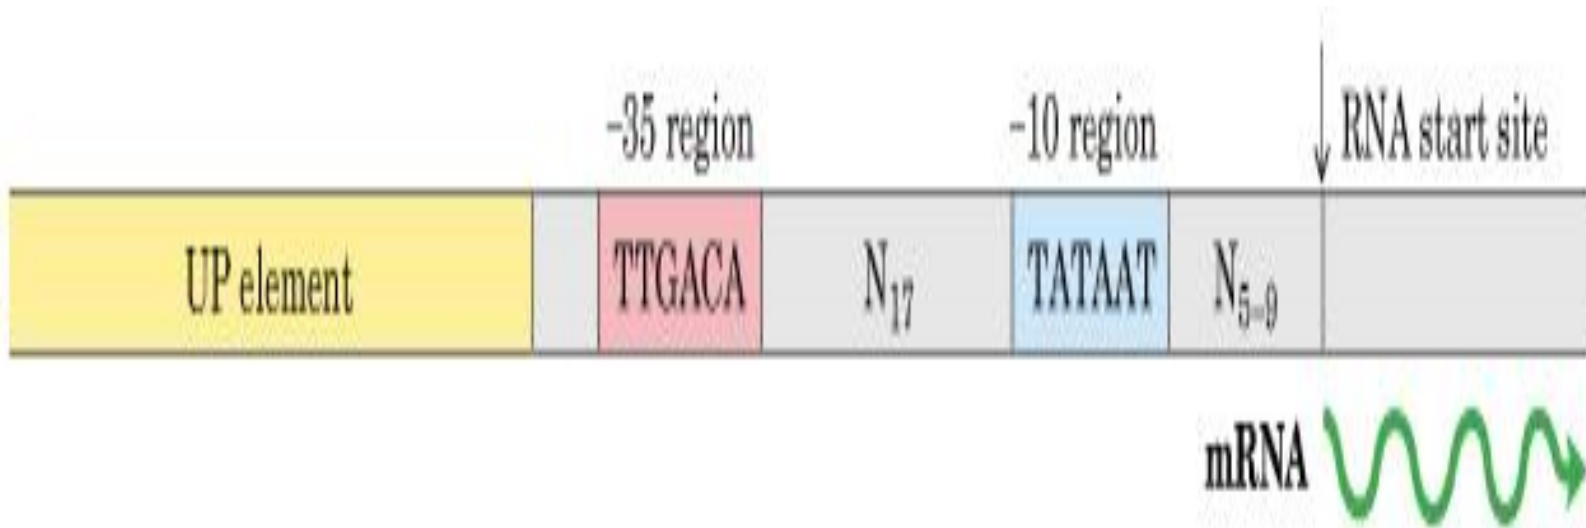 –35 region
–10 region
RNA start site
UP element
TTGACA
N17
TATAAT
N5–9
mRNA